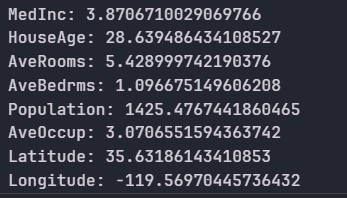 MedInc: 3.8706710029069766
HouseAge: 28.639486434108527
AveRooms: 5.428999742190376
AveBedrms: 1.096675149606208
Population: 1425.4767441860465
AveOccup: 3.0706551594363742
Latitude: 35.63186143410853
Longitude: -119.56970445736432